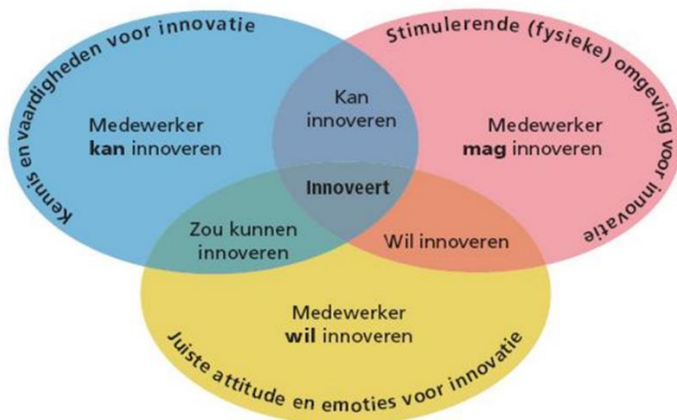 Kennis en vaardigheden voor innovatie
Stimulerende (fysieke) omgeving voor innovatie
Medewerker
kan innoveren
Kan
innoveren
Medewerker
mag innoveren
Innoveert
Zou kunnen
innoveren
Wil innoveren
Medewerker
wil innoveren
Juiste attitude en emoties voor innovatie